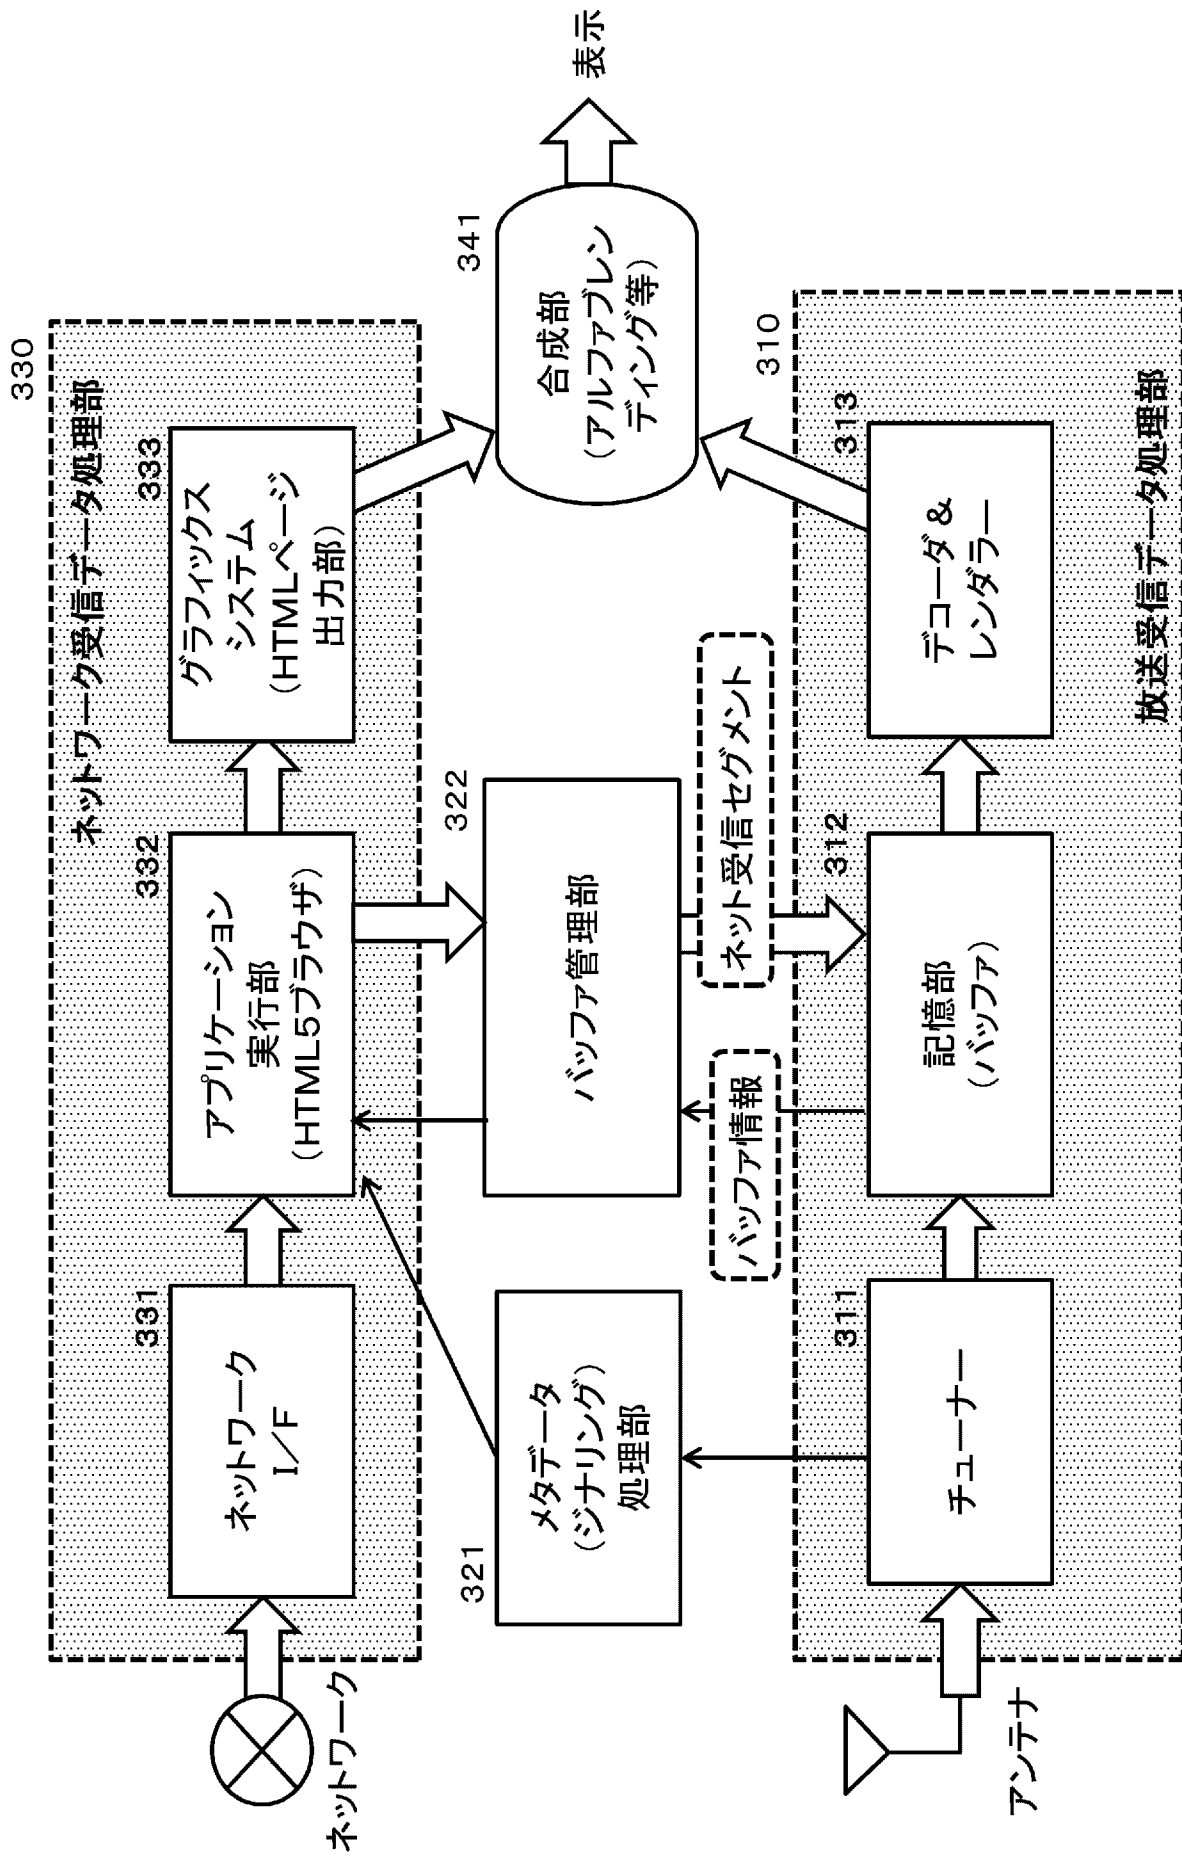 330
ネットワーク受信データ処理部
331
ネットワーク
I/F
332
アプリケーション
実行部
(HTML5ブラウザ)
333
グラフィックス
システム
(HTMLページ
出力部)
ネットワーク
321
メタデータ
(ジナリング)
処理部
322
バッファ管理部
341
合成部
(アルファブレン
ディング等)
表示
バッファ情報
ネット受信セグメント
310
311
チューナー
312
記憶部
(バッファ)
313
デコーダ&
レンダラー
放送受信データ処理部
アンテナ